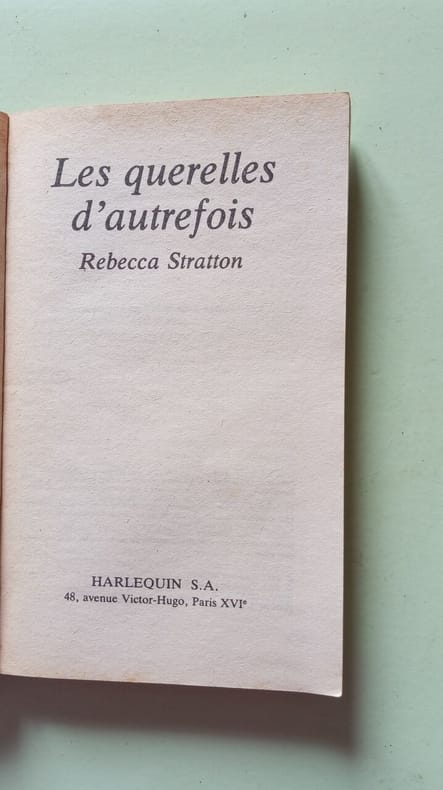 Les querelles
d'autrefois
Rebecca Stratton
HARLEQUIN S.A.
48, avenue Victor-Hugo, Paris XVIᵉ